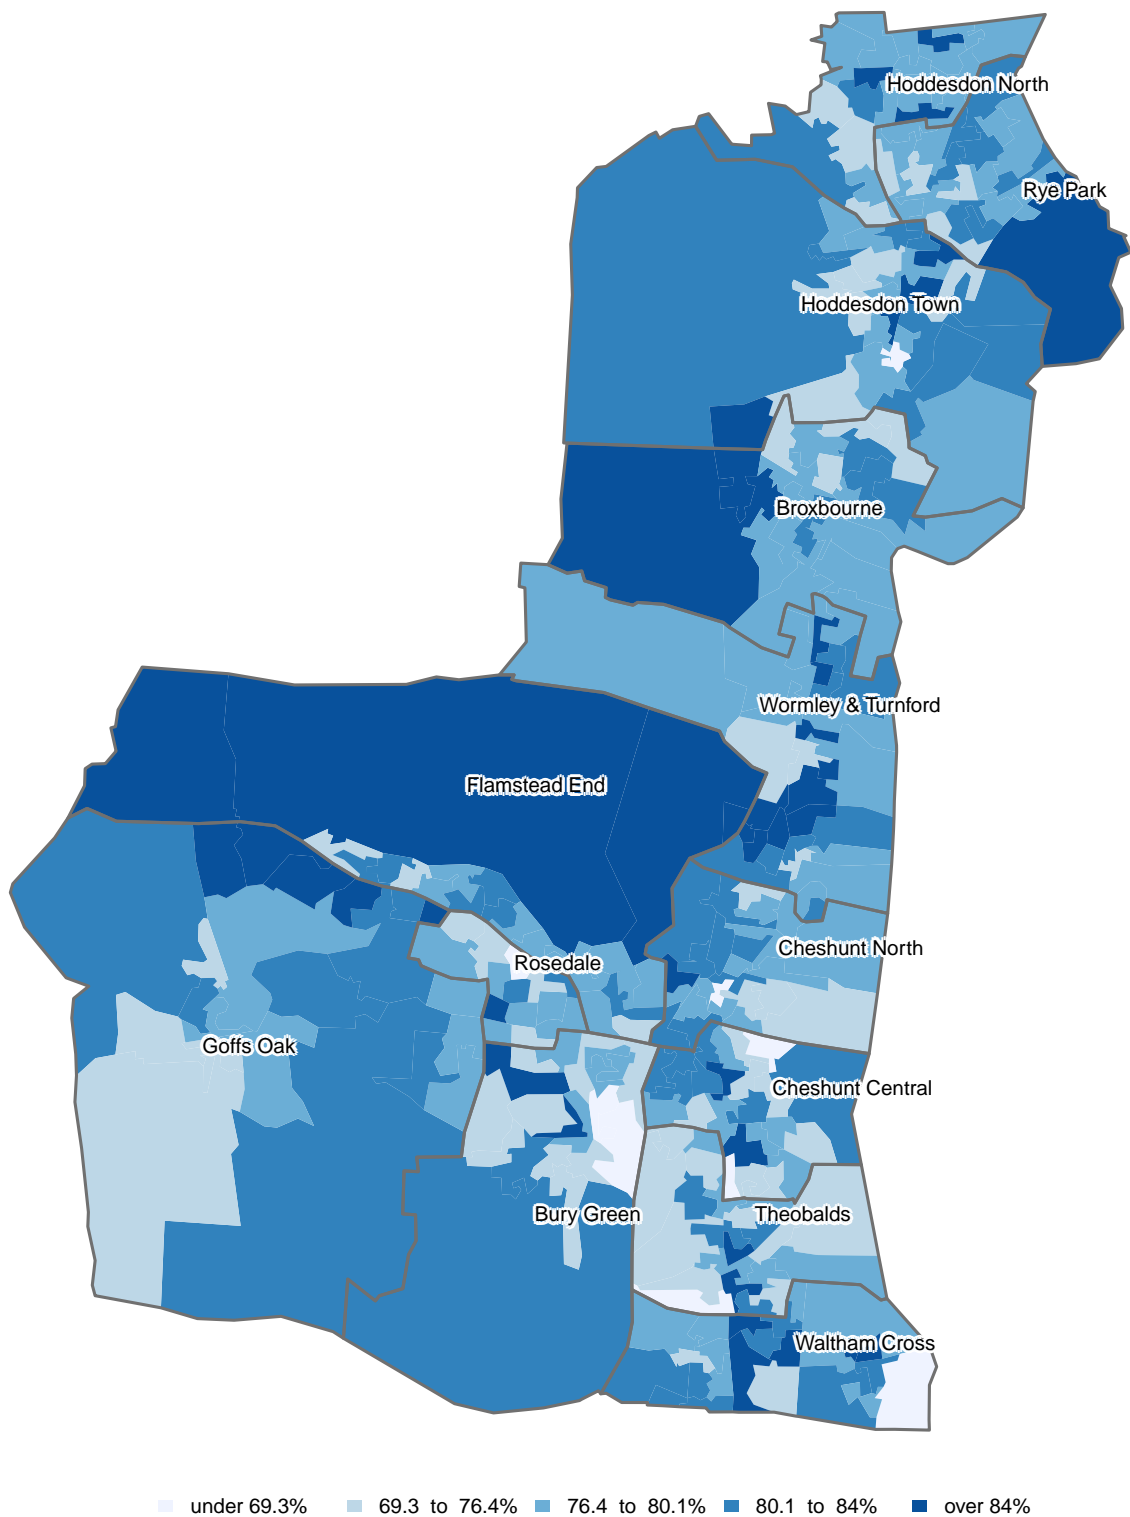 Hoddesdon North
Rye Park
Hoddesdon Town
Broxbourne
Wormley & Turnford
Flamstead End
Cheshunt North
Rosedale
Goffs Oak
Cheshunt Central
Bury Green
Theobalds
Waltham Cross
under 69.3% 69.3 to 76.4% 76.4 to 80.1% 80.1 to 84% over 84%